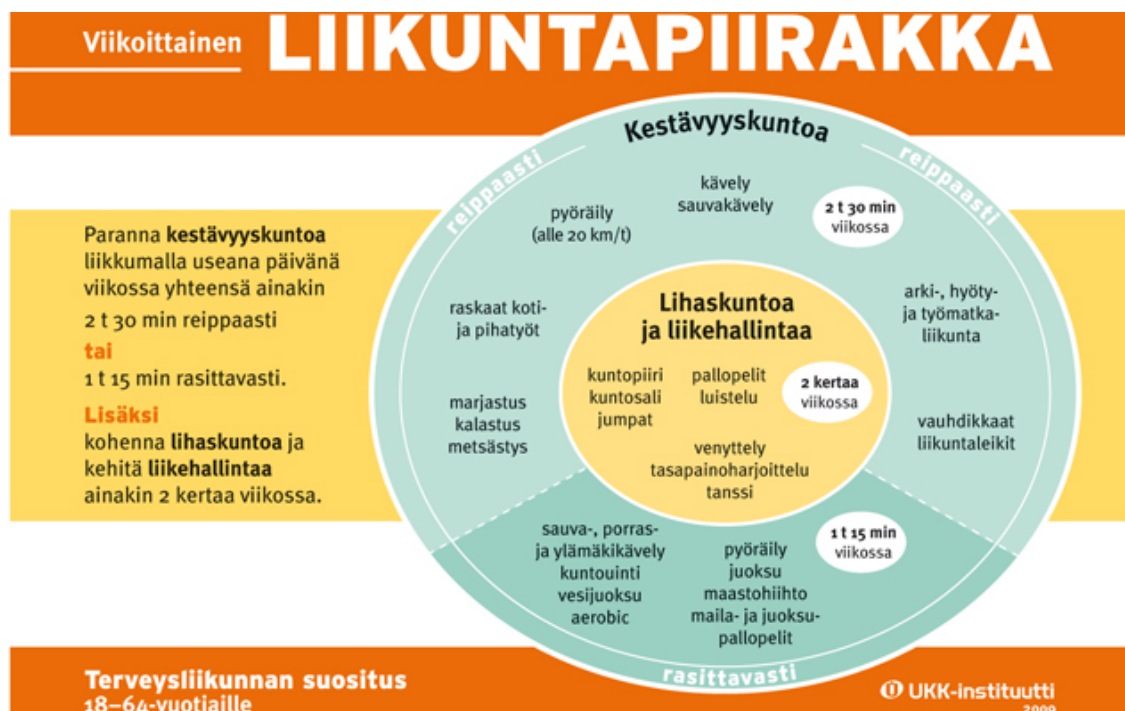 Viikoittainen LIIKUNTAPIIRAKKA
Paranna kestävyyskuntoa
liikkumalla useana päivänä
viikossa yhteensä ainakin
2 t 30 min reippaasti
tai
1 t 15 min rasittavasti.
Lisäksi
kohenna lihaskuntoa ja
kehitä liikehallintaa
ainakin 2 kertaa viikossa.
Kestävyyskuntoa
reippaasti
reippaasti
kävely
sauvakävely
2 t 30 min
viikossa
pyöräily
(alle 20 km/t)
raskaat koti-
ja pihatyöt
arki-, hyöty-
ja työmatka-
liikunta
marjastus
kalastus
metsästys
vauhdikkaat
liikuntaleikit
Lihaskuntoa
ja liikehallintaa
kuntopiiri
kuntosali
jumpat
pallopelit
luistelu
2 kertaa
viikossa
venyttely
tasapainoharjoittelu
tanssi
sauva-, porras-
ja ylämäkikävely
kuntouinti
vesijuoksu
aerobic
pyöräily
juoksu
maastohiihto
maila- ja juoksu-
pallopelit
1 t 15 min
viikossa
rasittavasti
Terveysliikunnan suositus
18–64-vuotiaille
UKK-instituutti
2009